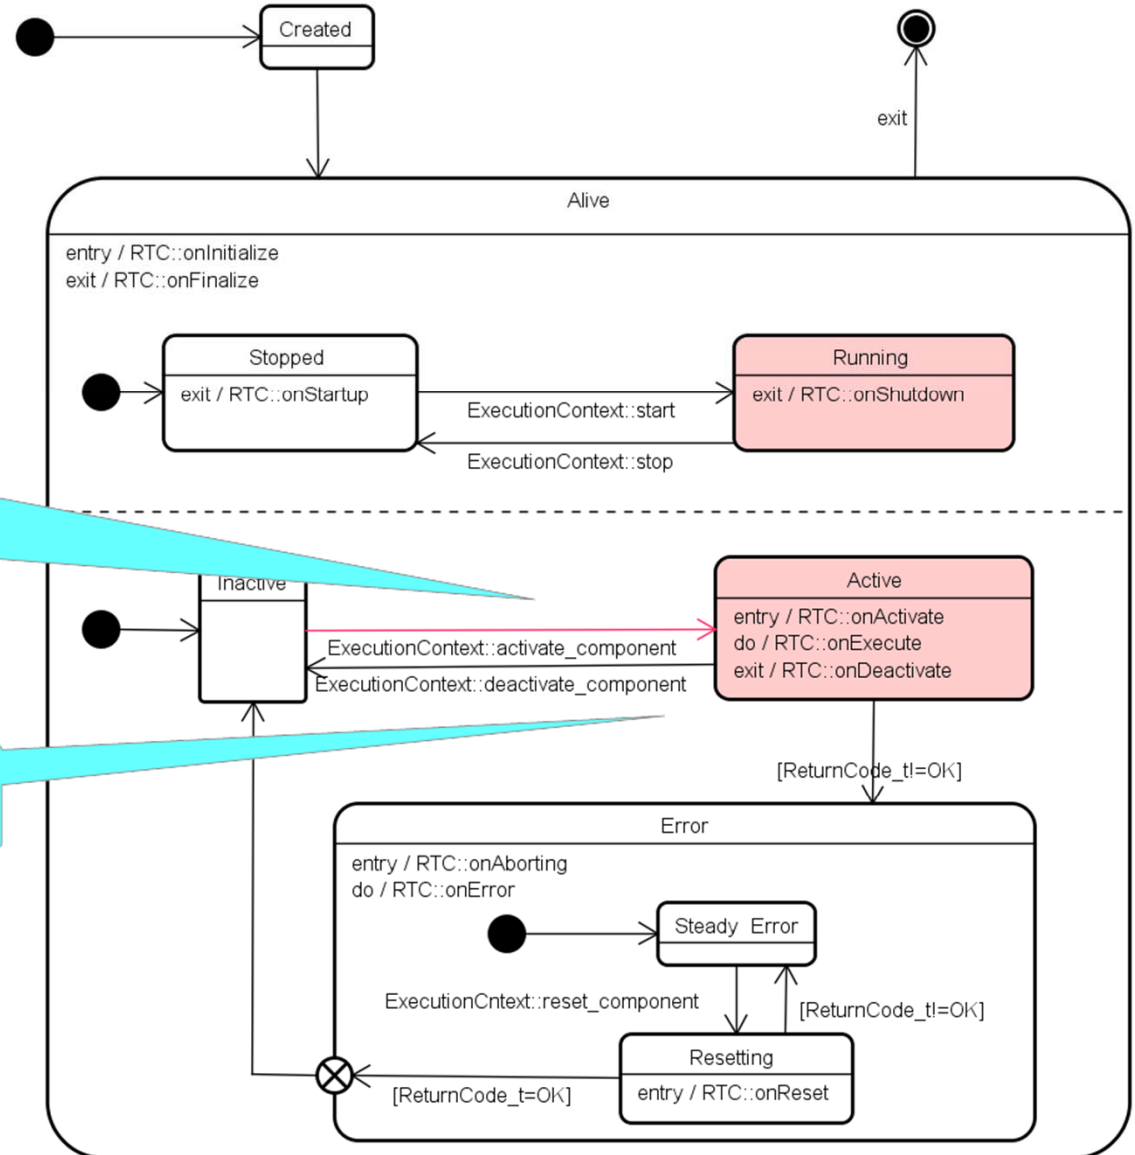 Created
exit
Alive
entry / RTC::onInitialize
exit / RTC::onFinalize
Stopped
exit / RTC::onStartup
Running
exit / RTC::onShutdown
ExecutionContext::start
ExecutionContext::stop
Inactive
Active
entry / RTC::onActivate
do / RTC::onExecute
exit / RTC::onDeactivate
ExecutionContext::activate_component
ExecutionContext::deactivate_component
[ReturnCode_t!=OK]
Error
entry / RTC::onAborting
do / RTC::onError
Steady Error
ExecutionCntext::reset_component
[ReturnCode_t!=OK]
Resetting
entry / RTC::onReset
[ReturnCode_t=OK]